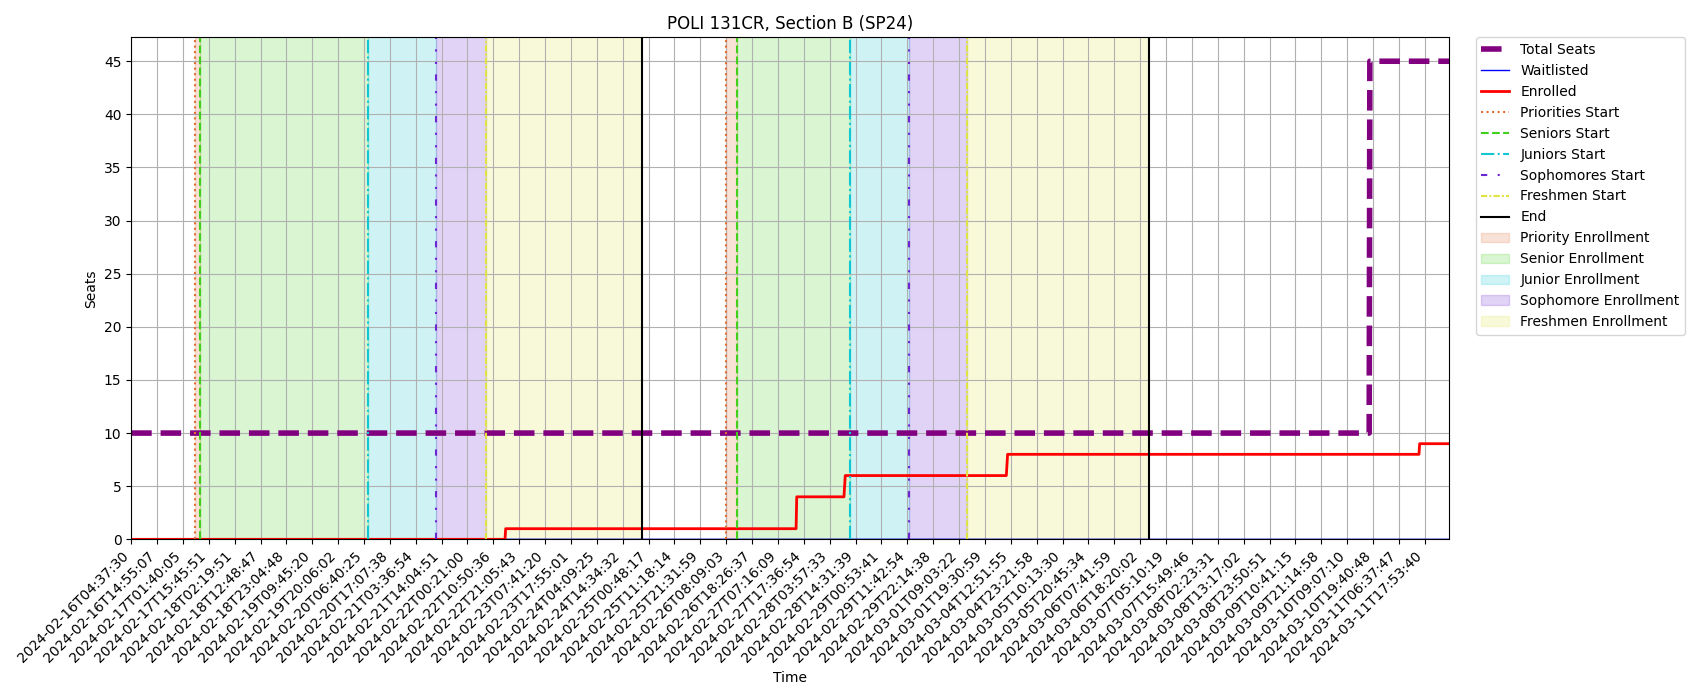 POLI 131CR, Section B (SP24)
Seats
45
40
35
30
25
20
15
10
5
0
2024-02-16T04:37:30
2024-02-16T14:55:07
2024-02-17T01:40:05
2024-02-17T15:45:51
2024-02-18T02:19:51
2024-02-18T12:48:47
2024-02-18T23:04:48
2024-02-19T09:45:20
2024-02-19T20:06:02
2024-02-20T06:40:25
2024-02-20T17:07:38
2024-02-21T03:36:54
2024-02-21T14:04:51
2024-02-22T00:21:00
2024-02-22T10:50:36
2024-02-22T21:05:43
2024-02-23T07:41:20
2024-02-23T17:55:01
2024-02-24T04:09:25
2024-02-24T14:34:32
2024-02-25T00:48:17
2024-02-25T11:18:14
2024-02-25T21:31:59
2024-02-26T08:09:03
2024-02-26T18:26:37
2024-02-27T07:16:09
2024-02-27T17:36:54
2024-02-28T03:57:33
2024-02-28T14:31:39
2024-02-29T00:53:41
2024-02-29T11:42:54
2024-02-29T22:14:38
2024-03-01T09:03:22
2024-03-01T19:30:59
2024-03-04T12:51:55
2024-03-04T23:21:58
2024-03-05T10:13:30
2024-03-05T20:45:34
2024-03-06T07:41:59
2024-03-06T18:20:02
2024-03-07T05:10:19
2024-03-07T15:49:46
2024-03-08T02:23:31
2024-03-08T13:17:02
2024-03-08T23:50:51
2024-03-09T10:41:15
2024-03-09T21:14:58
2024-03-10T09:07:10
2024-03-10T19:40:48
2024-03-11T06:37:47
2024-03-11T17:53:40
Time
Total Seats
Waitlisted
Enrolled
Priorities Start
Seniors Start
Juniors Start
Sophomores Start
Freshmen Start
End
Priority Enrollment
Senior Enrollment
Junior Enrollment
Sophomore Enrollment
Freshmen Enrollment